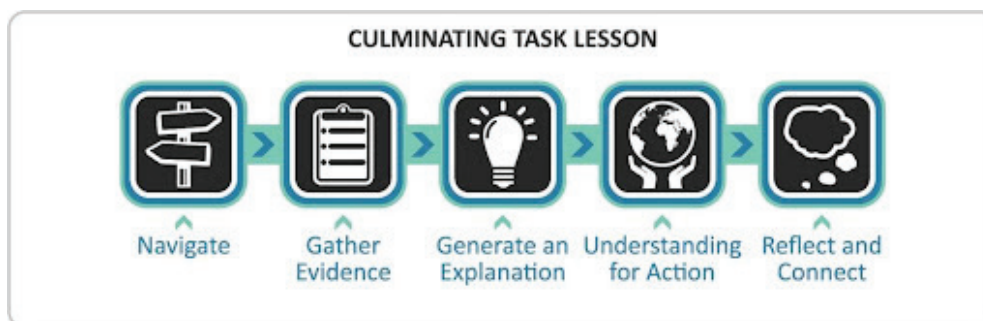 CULMINATING TASK LESSON
Navigate
Gather
Evidence
Generate an
Explanation
Understanding
for Action
Reflect and
Connect